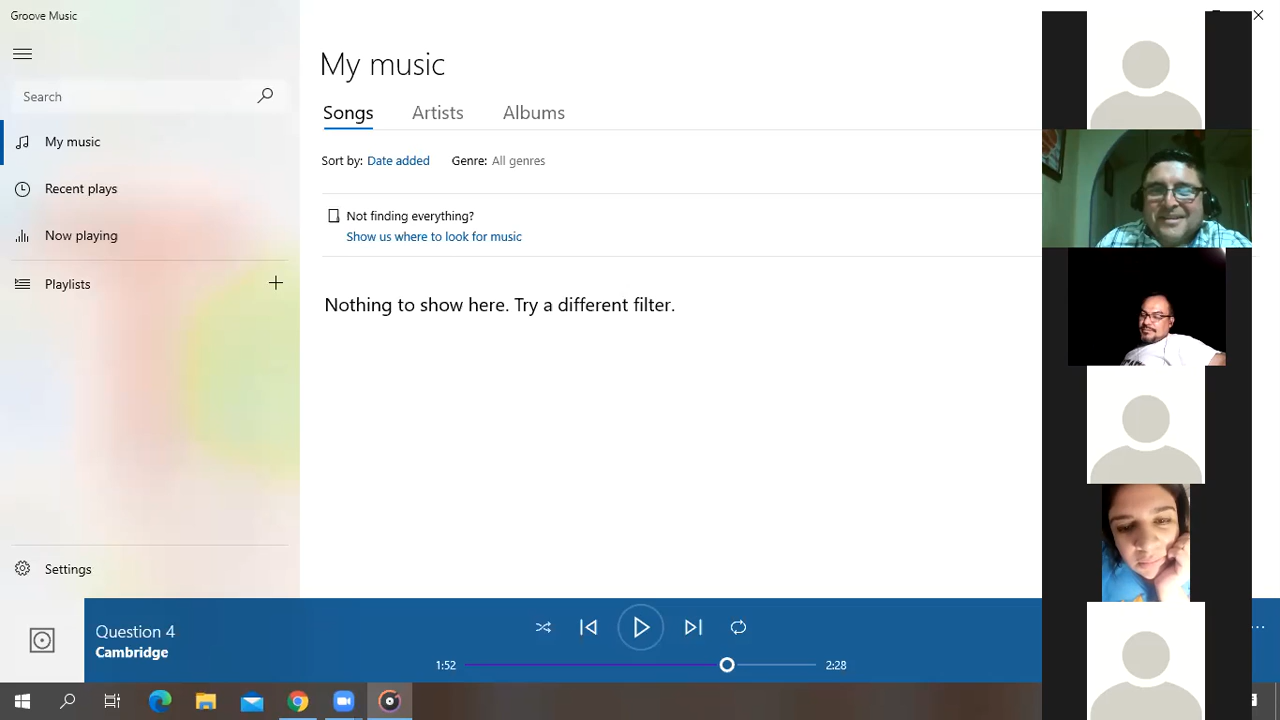 Groove Music
Search
My music
Recent plays
Now playing
Playlists
Settings
My music
Songs Artists Albums
Sort by: Date added Genre: All genres
Not finding everything?
Show us where to look for music
Nothing to show here. Try a different filter.
Question 4
Cambridge
1:52 2:28